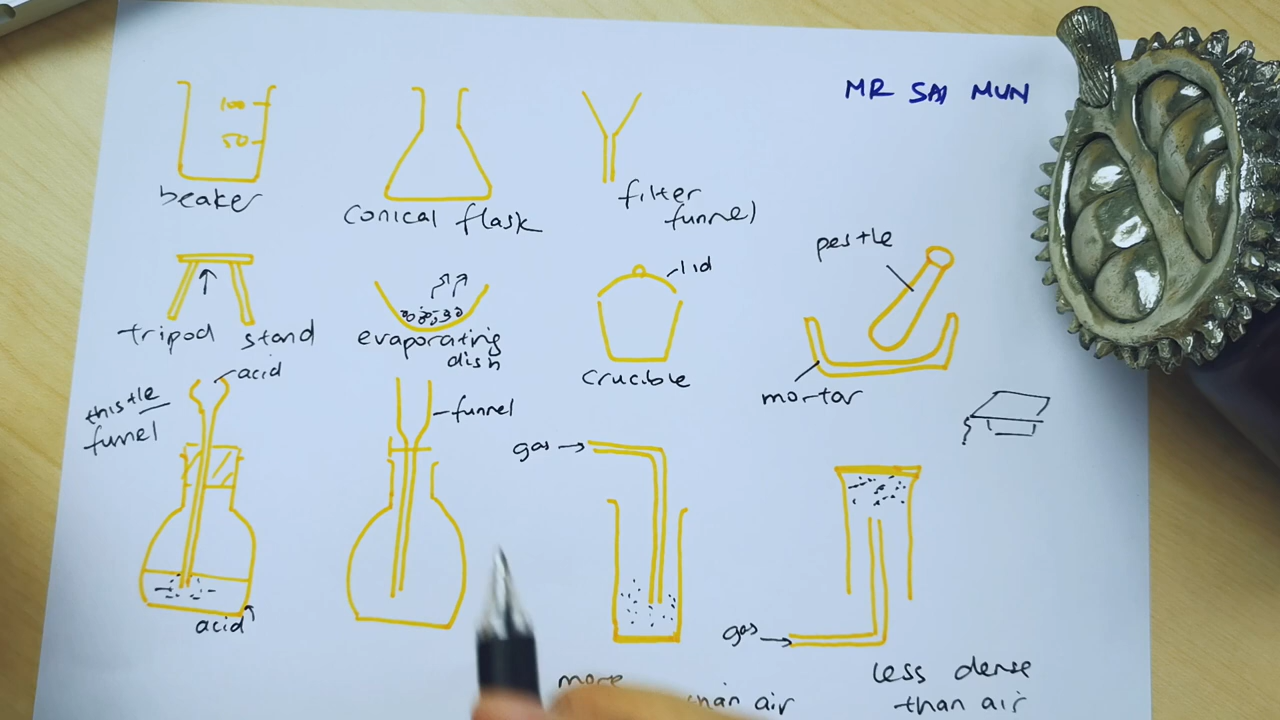 MR SAI MUN
100
50
beaker
conical flask
filter
funnel
tripod stand
evaporating
dish
lid
crucible
pestle
mortar
thistle
funnel
acid
acid
funnel
gas
more
than air
gas
less dense
than air